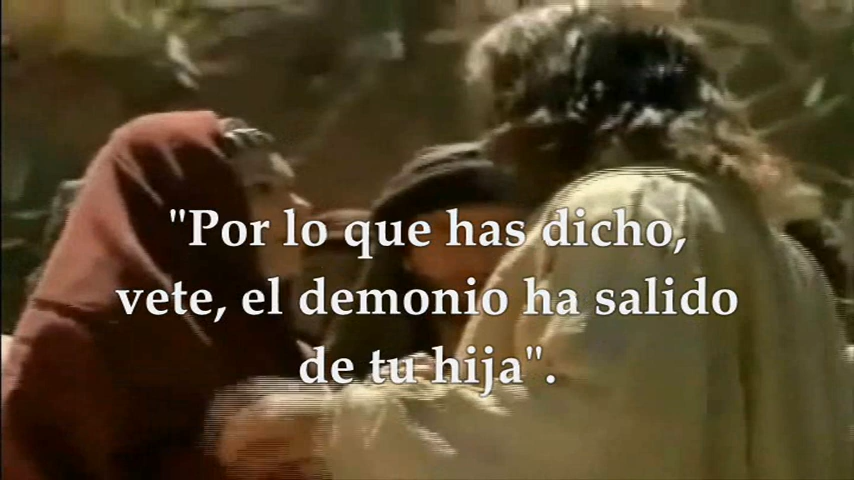 "Por lo que has dicho,
vete, el demonio ha salido
de tu hija".